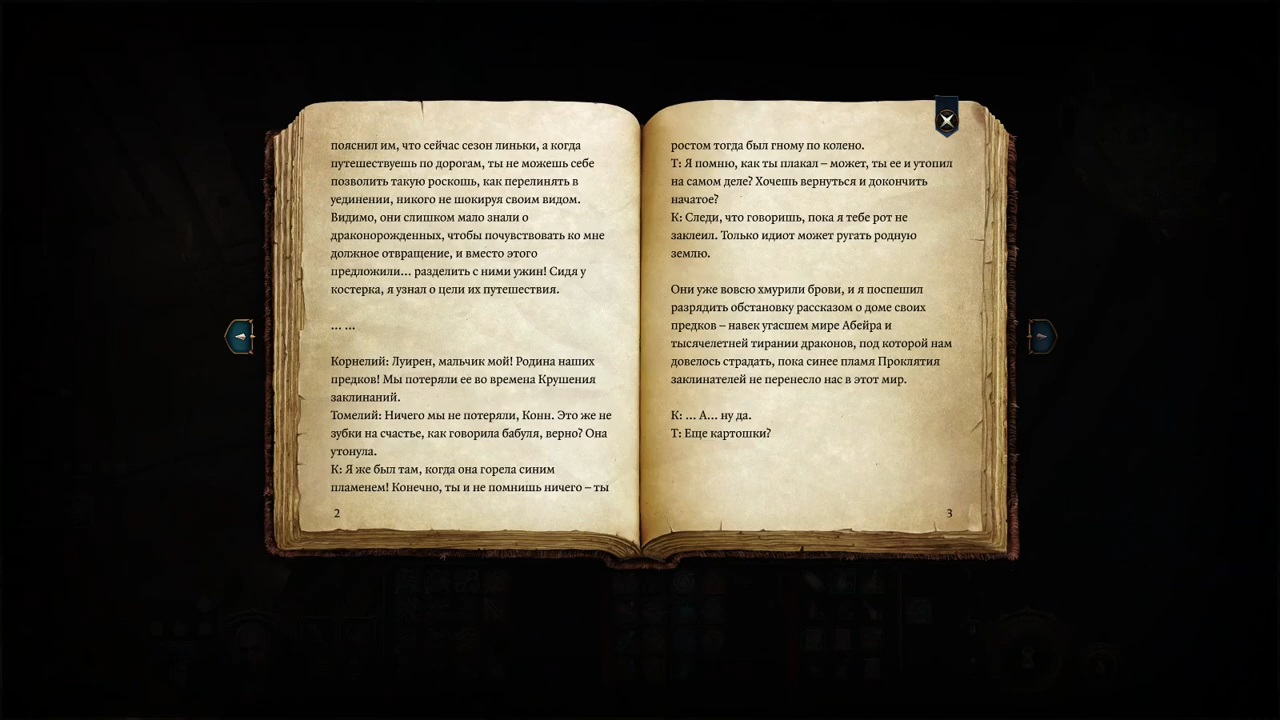 пояснил им, что сейчас сезон линьки, а когда
путешествуешь по дорогам, ты не можешь себе
позволить такую роскошь, как перелинять в
уединении, никого не шокируя своим видом.
Видимо, они слишком мало знали о
драконорожденных, чтобы почувствовать ко мне
должное отвращение, и вместо этого
предложили... разделить с ними ужин! Сидя у
костерка, я узнал о цели их путешествия.
... ...
Корнелий: Луирен, мальчик мой! Родина наших
предков! Мы потеряли ее во времена Крушения
заклинаний.
Томелий: Ничего мы не потеряли, Конн. Это же не
зубки на счастье, как говорила бабуля, верно? Она
утонула.
К: Я же был там, когда она горела синим
пламенем! Конечно, ты и не помнишь ничего – ты
2
ростом тогда был гному по колено.
Т: Я помню, как ты плакал – может, ты ее и утопил
на самом деле? Хочешь вернуться и докончить
начатое?
К: Следи, что говоришь, пока я тебе рот не
заклеил. Только идиот может ругать родную
землю.
Они уже вовсю хмурили брови, и я поспешил
разрядить обстановку рассказом о доме своих
предков – навек угасшем мире Абейра и
тысячелетней тирании драконов, под которой нам
довелось страдать, пока синее пламя Проклятия
заклинателей не перенесло нас в этот мир.
К: ... А... ну да.
Т: Еще картошки?
3